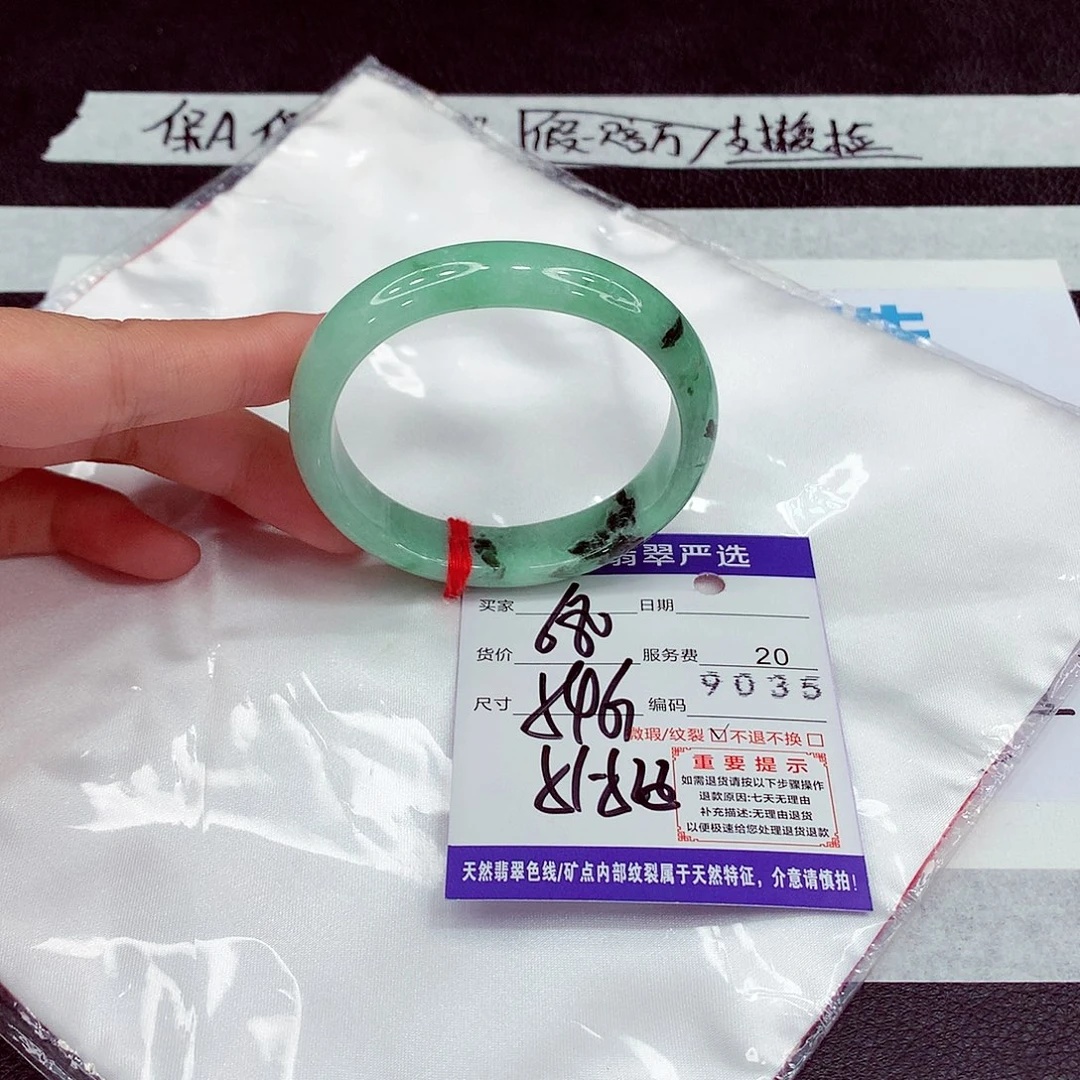 保A
假一赔万/支持复检
翡翠严选
买家 日期
货价 服务费 20
尺寸 编码 9035
微瑕/纹裂 ☑ 不退不换 □
重要提示
如需退货请按以下步骤操作
退款原因:七天无理由
补充描述:无理由退货
以便极速给您处理退货退款
天然翡翠色线/矿点内部纹裂属于天然特征，介意请慎拍!